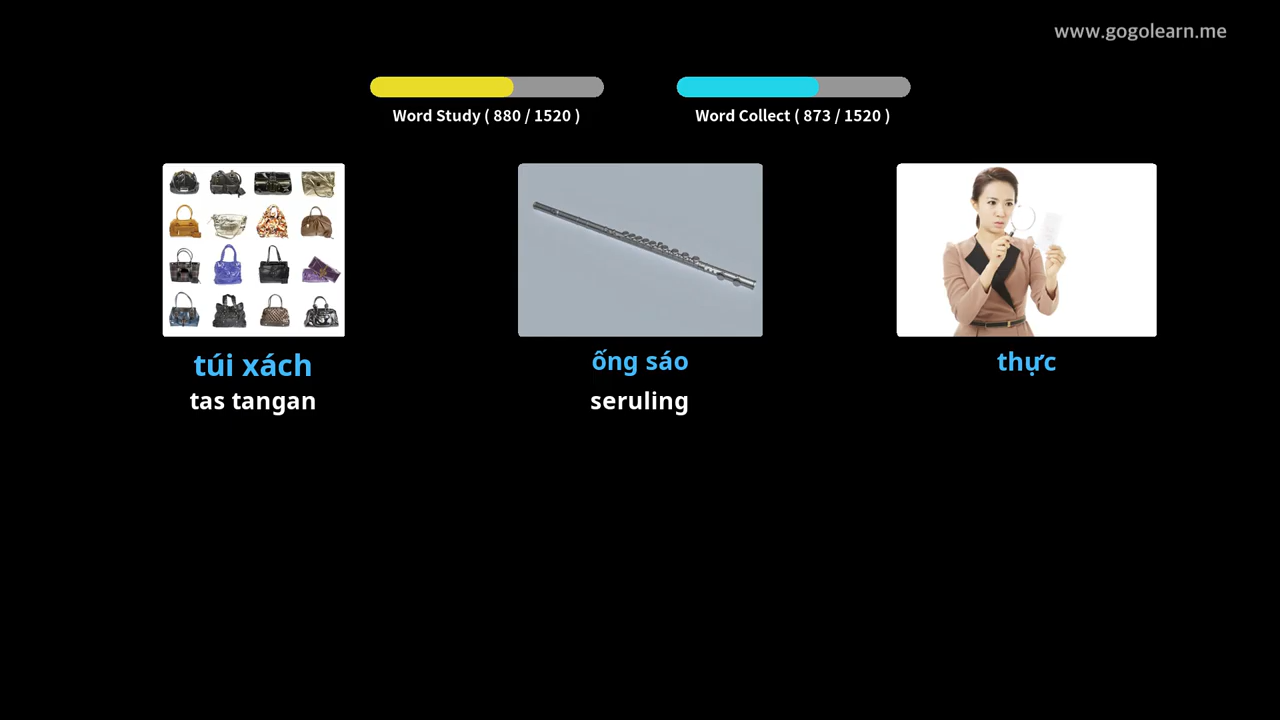 www.gogolearn.me
Word Study ( 880 / 1520 )
Word Collect ( 873 / 1520 )
túi xách
tas tangan
ống sáo
seruling
thực